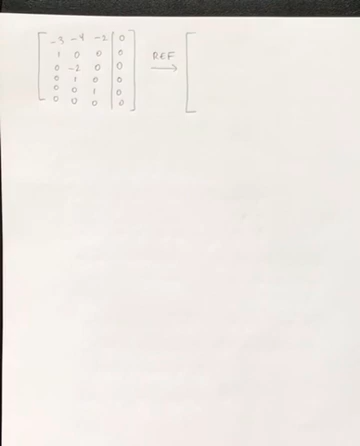 -3 -4 -2 | 0
1 0 0 | 0
0 -2 0 | 0
0 1 0 | 0
0 0 1 | 0
0 0 0 | 0
REF